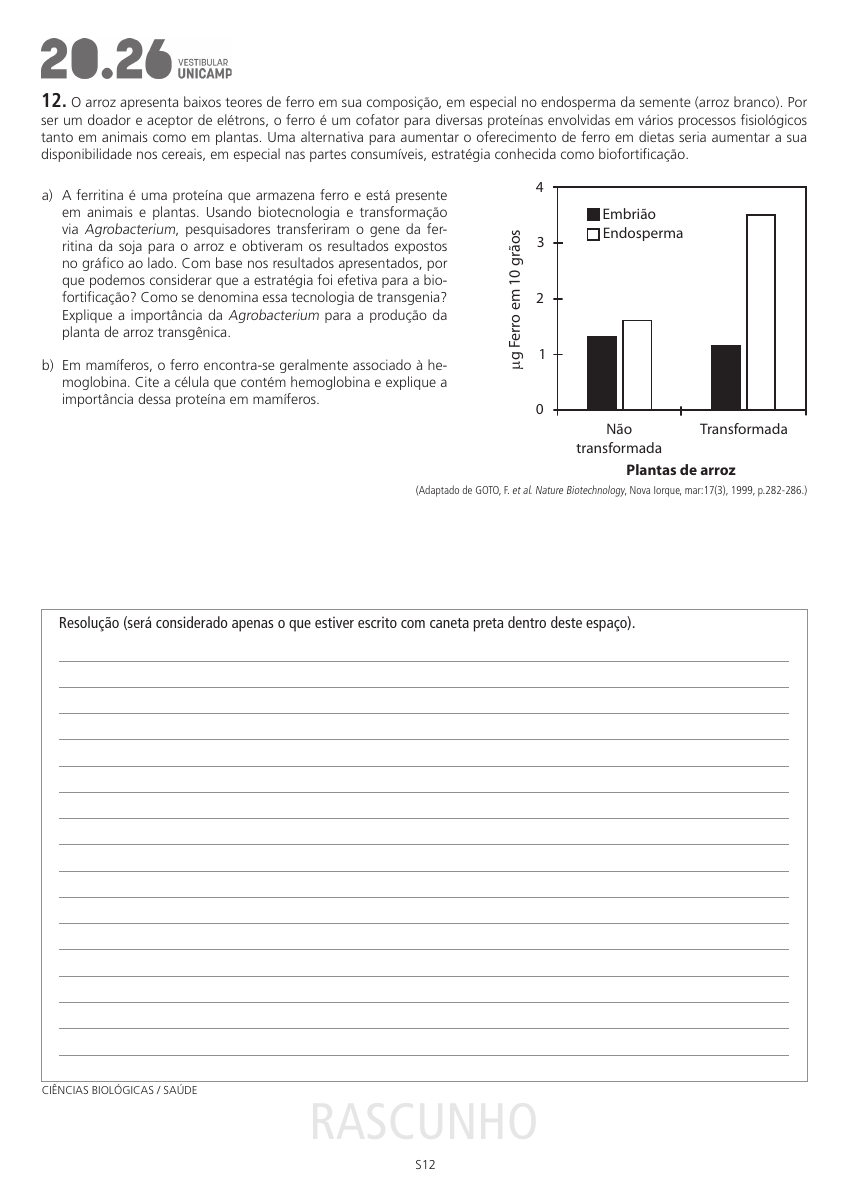 20.26 VESTIBULAR UNICAMP
12. O arroz apresenta baixos teores de ferro em sua composição, em especial no endosperma da semente (arroz branco). Por
ser um doador e aceptor de elétrons, o ferro é um cofator para diversas proteínas envolvidas em vários processos fisiológicos
tanto em animais como em plantas. Uma alternativa para aumentar o oferecimento de ferro em dietas seria aumentar a sua
disponibilidade nos cereais, em especial nas partes consumíveis, estratégia conhecida como biofortificação.
a) A ferritina é uma proteína que armazena ferro e está presente
em animais e plantas. Usando biotecnologia e transformação
via Agrobacterium, pesquisadores transferiram o gene da fer-
ritina da soja para o arroz e obtiveram os resultados expostos
no gráfico ao lado. Com base nos resultados apresentados, por
que podemos considerar que a estratégia foi efetiva para a bio-
fortificação? Como se denomina essa tecnologia de transgenia?
Explique a importância da Agrobacterium para a produção da
planta de arroz transgênica.
b) Em mamíferos, o ferro encontra-se geralmente associado à he-
moglobina. Cite a célula que contém hemoglobina e explique a
importância dessa proteína em mamíferos.
4
3
2
1
0
µg Ferro em 10 grãos
Embrião
Endosperma
Não
transformada
Transformada
Plantas de arroz
(Adaptado de GOTO, F. et al. Nature Biotechnology, Nova Iorque, mar:17(3), 1999, p.282-286.)
Resolução (será considerado apenas o que estiver escrito com caneta preta dentro deste espaço).
CIÊNCIAS BIOLÓGICAS / SAÚDE
RASCUNHO
S12